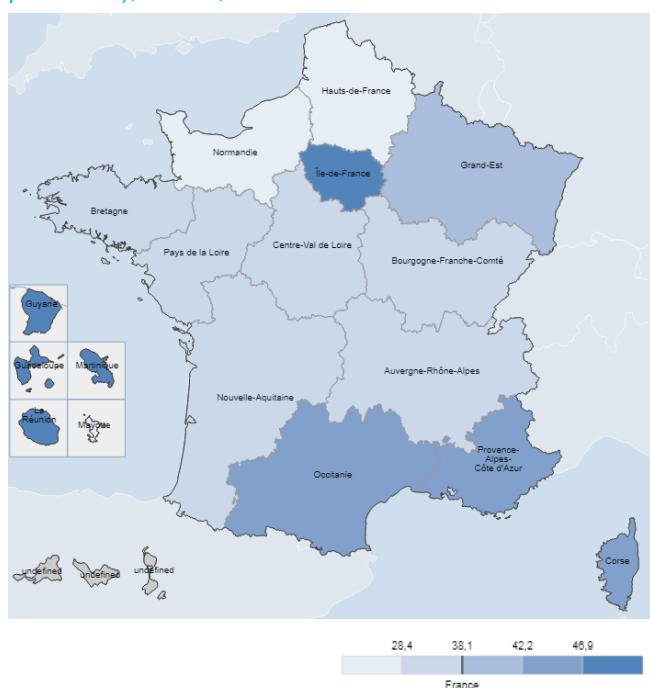 Hauts-de-France
Normandie
Île-de-France
Grand-Est
Bretagne
Pays de la Loire
Centre-Val de Loire
Bourgogne-Franche-Comté
Guyane
Guadeloupe
Martinique
Auvergne-Rhône-Alpes
Nouvelle-Aquitaine
La
Réunion
Mayotte
Provence-
Alpes-
Côte d'Azur
Occitanie
Corse
undefined
undefined
undefined
28,4
38,1
42,2
46,9
France